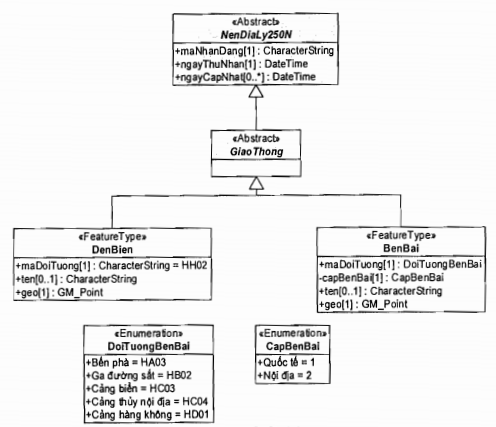 «Abstract»
NenDiaLy250N
+maNhanDang[1] : CharacterString
+ngayThuNhan[1] : DateTime
+ngayCapNhat[0..*] : DateTime
«Abstract»
GiaoThong
«FeatureType»
DenBien
+maDoiTuong[1] : CharacterString = HH02
+ten[0..1] : CharacterString
+geo[1] : GM_Point
«FeatureType»
BenBai
+maDoiTuong[1] : DoiTuongBenBai
-capBenBai[1] : CapBenBai
+ten[0..1] : CharacterString
+geo[1] : GM_Point
«Enumeration»
DoiTuongBenBai
+Bến phà = HA03
+Ga đường sắt = HB02
+Cảng biển = HC03
+Cảng thủy nội địa = HC04
+Cảng hàng không = HD01
«Enumeration»
CapBenBai
+Quốc tế = 1
+Nội địa = 2